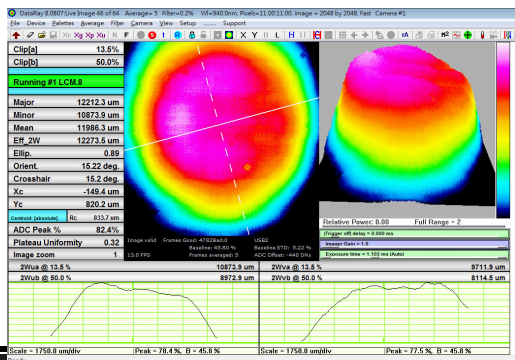 DataRay 8.0B07:Live Image 46 of 64  Average= 5  Filter=0.2%  Wl=940.0nm, Pixels=11.00:11.00, image = 2048 by 2048, Fast  Camera #1
File Device Palettes Average Filter Camera View Setup ........ Support
Clip[a] 13.5%
Clip[b] 50.0%
Running #1 LCM.8
Major 12212.3 um
Minor 10873.9 um
Mean 11986.3 um
Eff_2W 12273.5 um
Ellip. 0.89
Orient. 15.22 deg.
Crosshair 15.2 deg.
Xc -149.4 um
Yc 820.2 um
Centroid: [absolute] Rc 833.7 um
ADC Peak % 82.4%
Plateau Uniformity 0.32
Image zoom 1
Image valid Frames Good: 4782Bad:0 USB2
Baseline: 45.80 % Baseline STD: 5.22 %
13.0 FPS Frames averaged: 5 ADC Offset: -440 DNs
Relative Power: 0.00 Full Range = 2
(Trigger off) delay = 0.000 ms
Image Gain = 1.0
Exposure time = 1.103 ms (Auto)
2Wua @ 13.5 % 10873.9 um
2Wub @ 50.0 % 8972.9 um
2Wva @ 13.5 % 9711.9 um
2Wvb @ 50.0 % 8114.5 um
Scale = 1750.0 um/div Peak = 78.4 %, B = 45.8 %
Scale = 1750.0 um/div Peak = 77.5 %, B = 45.8 %